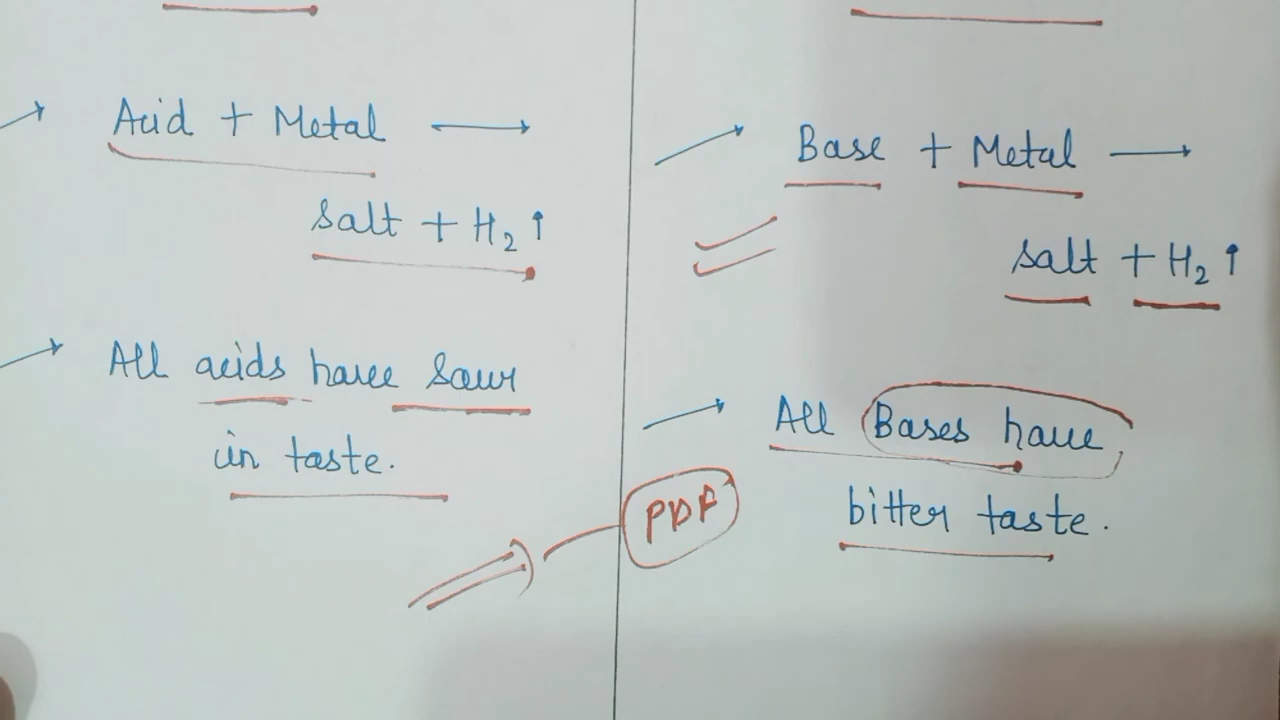 Acid + Metal ⟶
Salt + H₂↑
All acids have Sour
in taste.
Base + Metal ⟶
Salt + H₂↑
All Bases have
bitter taste.
PDF